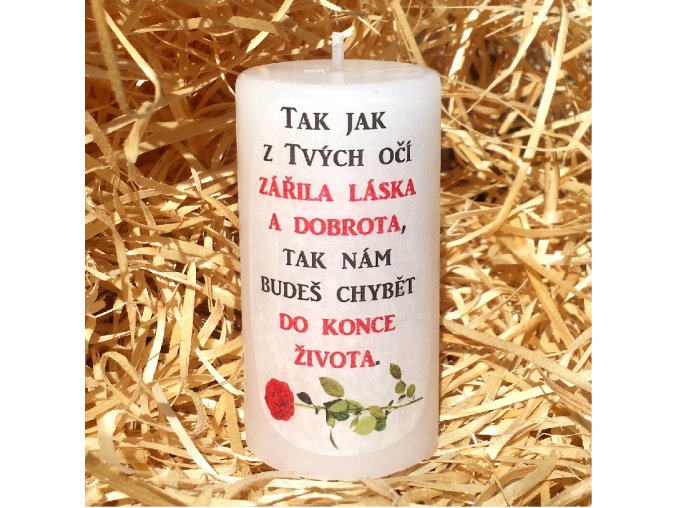 Tak jak
z Tvých očí
zářila láska
a dobrota,
tak nám
budeš chybět
do konce
života.